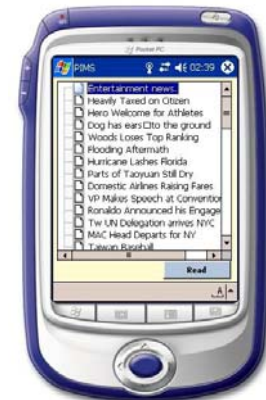 Pocket PC
PIMS 02:39
Entertainment news.
Heavily Taxed on Citizen
Hero Welcome for Athletes
Dog has ears□to the ground
Woods Loses Top Ranking
Flooding Aftermath
Hurricane Lashes Florida
Parts of Taoyuan Still Dry
Domestic Airlines Raising Fares
VP Makes Speech at Convention
Ronaldo Announced his Engage
Tw UN Delegation arrives NYC
MAC Head Departs for NY
Taiwan Baseball
Read